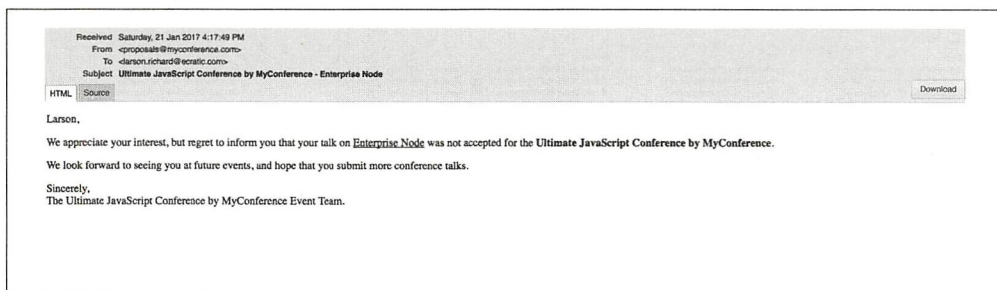 Received Saturday, 21 Jan 2017 4:17:49 PM
From <proposals@myconference.com>
To <larson.richard@ecratic.com>
Subject Ultimate JavaScript Conference by MyConference - Enterprise Node
HTML Source Download
Larson,
We appreciate your interest, but regret to inform you that your talk on Enterprise Node was not accepted for the Ultimate JavaScript Conference by MyConference.
We look forward to seeing you at future events, and hope that you submit more conference talks.
Sincerely,
The Ultimate JavaScript Conference by MyConference Event Team.